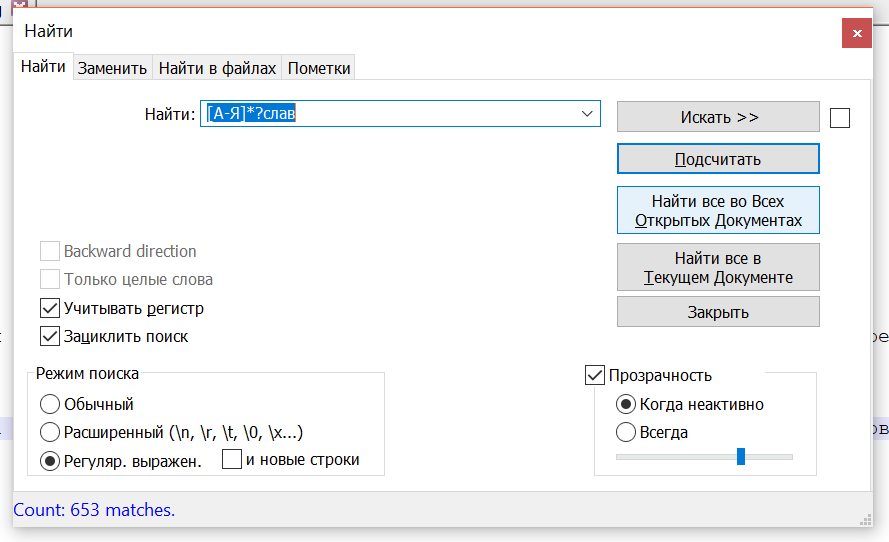 Найти
Найти Заменить Найти в файлах Пометки
Найти: [А-Я]*?слав
Искать >>
Подсчитать
Найти все во Всех
Открытых Документах
Найти все в
Текущем Документе
Закрыть
Backward direction
Только целые слова
Учитывать регистр
Зациклить поиск
Режим поиска
Обычный
Расширенный (\n, \r, \t, \0, \x...)
Регуляр. выражен. и новые строки
Прозрачность
Когда неактивно
Всегда
Count: 653 matches.